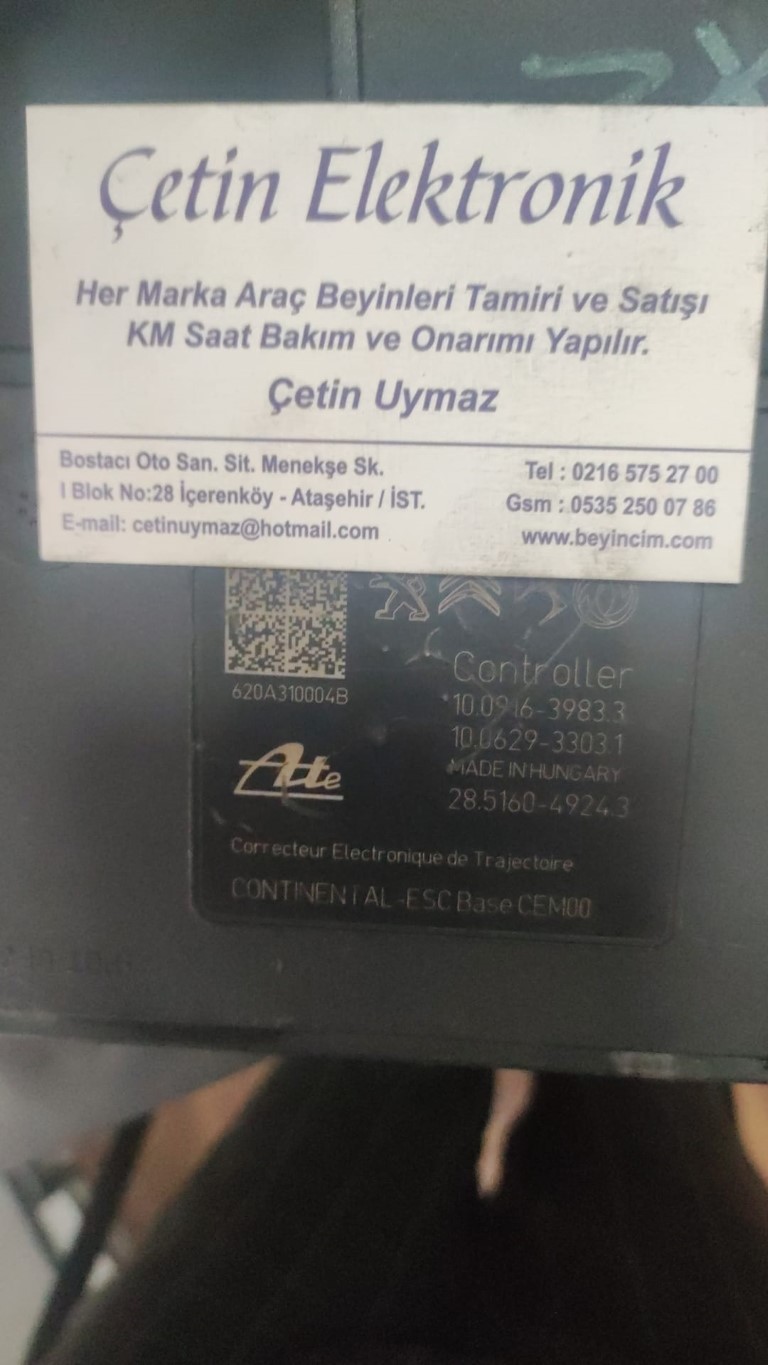 Çetin Elektronik
Her Marka Araç Beyinleri Tamiri ve Satışı
KM Saat Bakım ve Onarımı Yapılır.
Çetin Uymaz
Bostacı Oto San. Sit. Menekşe Sk.
I Blok No:28 İçerenköy - Ataşehir / İST.
E-mail: cetinuymaz@hotmail.com
Tel : 0216 575 27 00
Gsm : 0535 250 07 86
www.beyincim.com
620A310004B
Controller
10.0916-3983.3
10.0629-3303.1
MADE IN HUNGARY
28.5160-4924.3
Ate
Correcteur Electronique de Trajectoire
CONTINENTAL-ESC Base CEM00